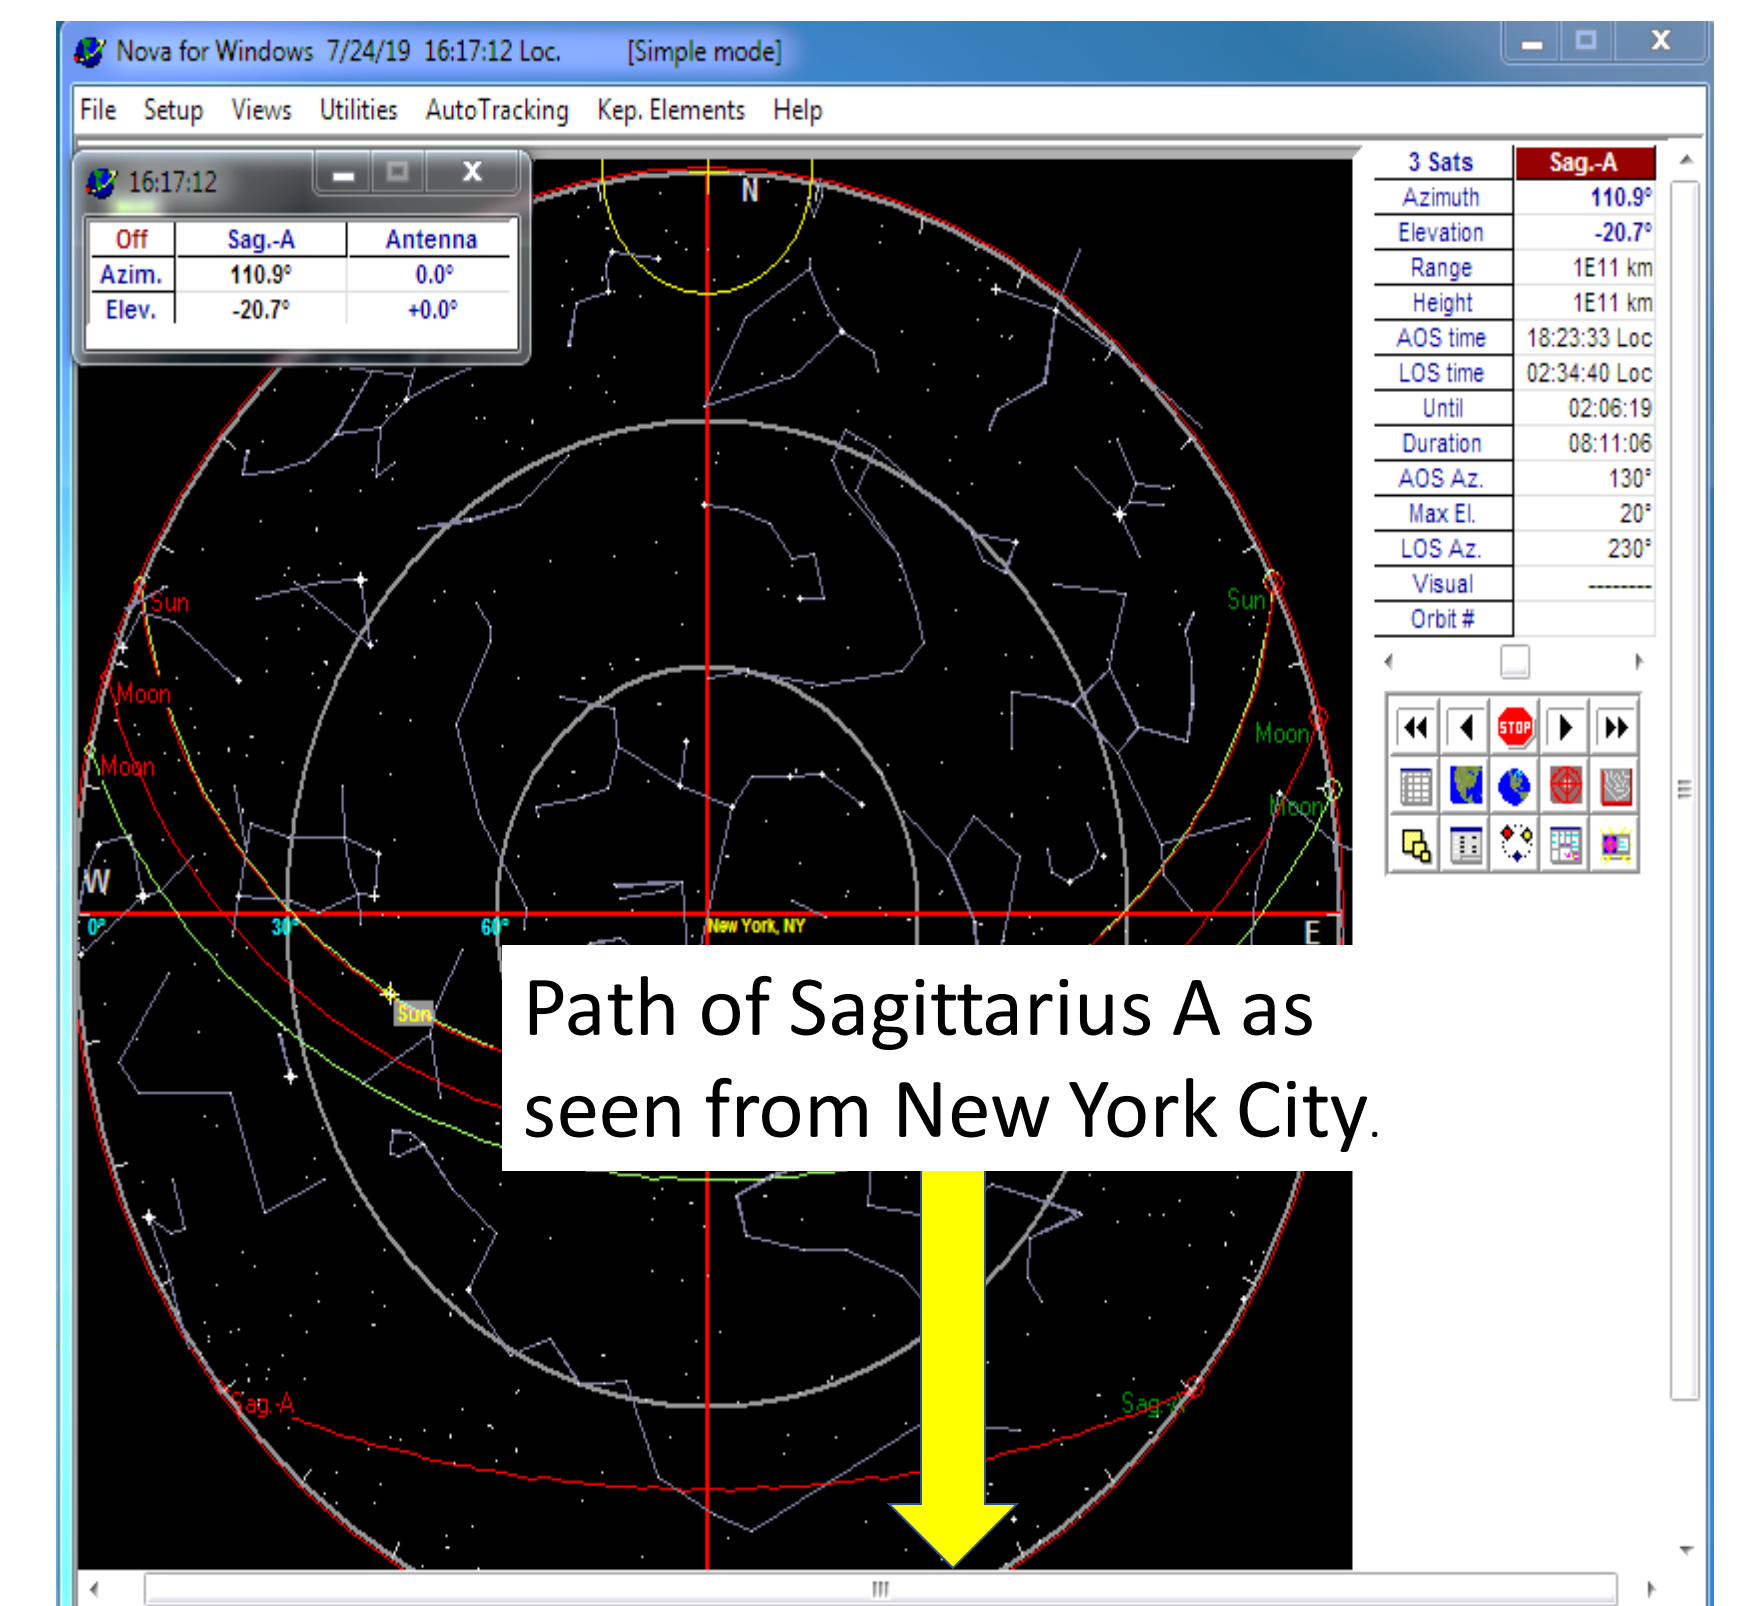 Nova for Windows 7/24/19 16:17:12 Loc. [Simple mode]
File Setup Views Utilities AutoTracking Kep. Elements Help
16:17:12
Off Sag.-A Antenna
Azim. 110.9° 0.0°
Elev. -20.7° +0.0°
3 Sats Sag.-A
Azimuth 110.9°
Elevation -20.7°
Range 1E11 km
Height 1E11 km
AOS time 18:23:33 Loc
LOS time 02:34:40 Loc
Until 02:06:19
Duration 08:11:06
AOS Az. 130°
Max El. 20°
LOS Az. 230°
Visual --------
Orbit #
STOP
N
Sun
Sun
Moon
Moon
Moon
Moon
W
E
0° 30° 60° New York, NY
Sun
Path of Sagittarius A as
seen from New York City.
Sag.-A
Sag.-A